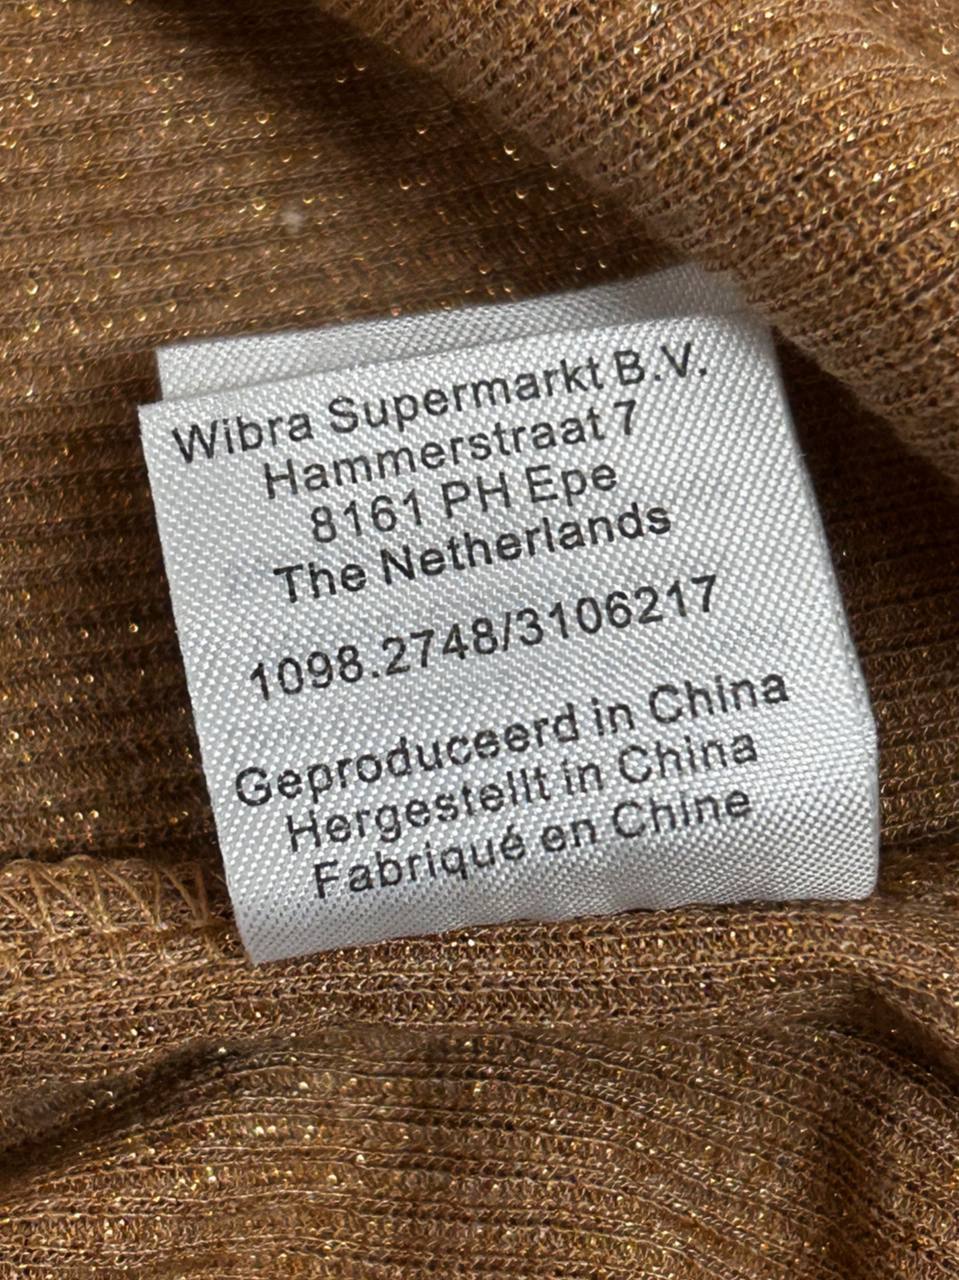 Wibra Supermarkt B.V.
Hammerstraat 7
8161 PH Epe
The Netherlands
1098.2748/3106217
Geproduceerd in China
Hergestellt in China
Fabriqué en Chine